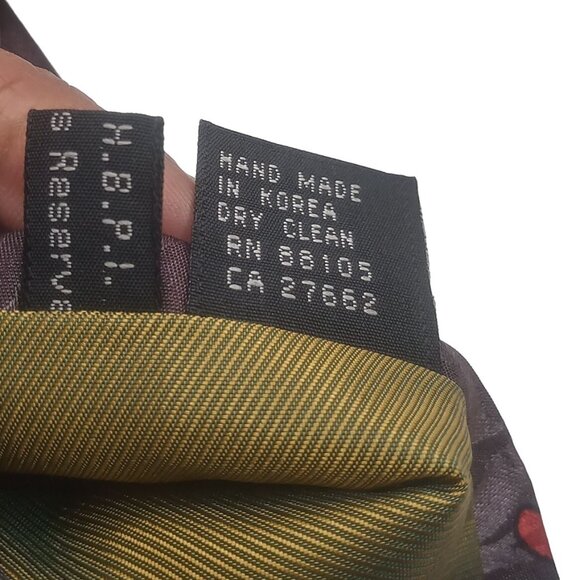 H.B.P.I.
s Reserve
HAND MADE
IN KOREA
DRY CLEAN
RN 88105
CA 27662